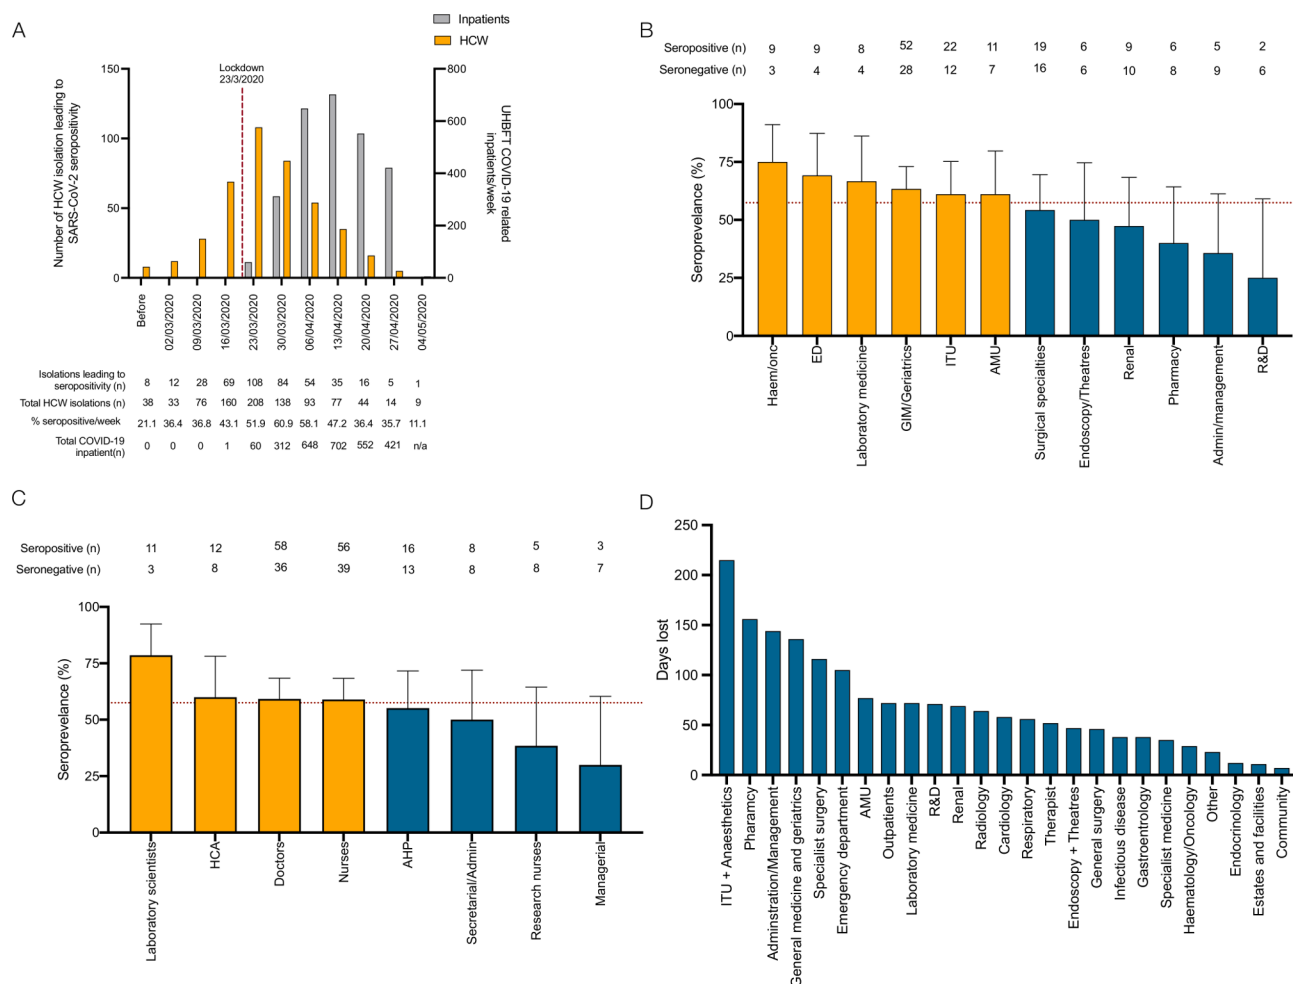 A
Inpatients
HCW
Lockdown
23/3/2020
Number of HCW isolation leading to
SARS-CoV-2 seropositivity
150
100
50
0
800
600
400
200
0
UHBFT COVID-19 related
inpatients/week
Before
02/03/2020
09/03/2020
16/03/2020
23/03/2020
30/03/2020
06/04/2020
13/04/2020
20/04/2020
27/04/2020
04/05/2020
Isolations leading to
seropositivity (n) 8 12 28 69 108 84 54 35 16 5 1
Total HCW isolations (n) 38 33 76 160 208 138 93 77 44 14 9
% seropositive/week 21.1 36.4 36.8 43.1 51.9 60.9 58.1 47.2 36.4 35.7 11.1
Total COVID-19
inpatient(n) 0 0 0 1 60 312 648 702 552 421 n/a
B
Seropositive (n) 9 9 8 52 22 11 19 6 9 6 5 2
Seronegative (n) 3 4 4 28 12 7 16 6 10 8 9 6
Seroprevelance (%)
100
75
50
25
0
Haem/onc
ED
Laboratory medicine
GIM/Geriatrics
ITU
AMU
Surgical specialties
Endoscopy/Theatres
Renal
Pharmacy
Admin/management
R&D
C
Seropositive (n) 11 12 58 56 16 8 5 3
Seronegative (n) 3 8 36 39 13 8 8 7
Seroprevelance (%)
100
75
50
25
0
Laboratory scientists
HCA
Doctors
Nurses
AHP
Secretarial/Admin
Research nurses
Managerial
D
Days lost
250
200
150
100
50
0
ITU + Anaesthetics
Pharamcy
Adminstration/Management
General medicine and geriatrics
Specialist surgery
Emergency department
AMU
Outpatients
Laboratory medicine
R&D
Renal
Radiology
Cardiology
Respiratory
Therapist
Endoscopy + Theatres
General surgery
Infectious disease
Gastroentrology
Specialist medicine
Haematology/Oncology
Other
Endocrinology
Estates and facilities
Community